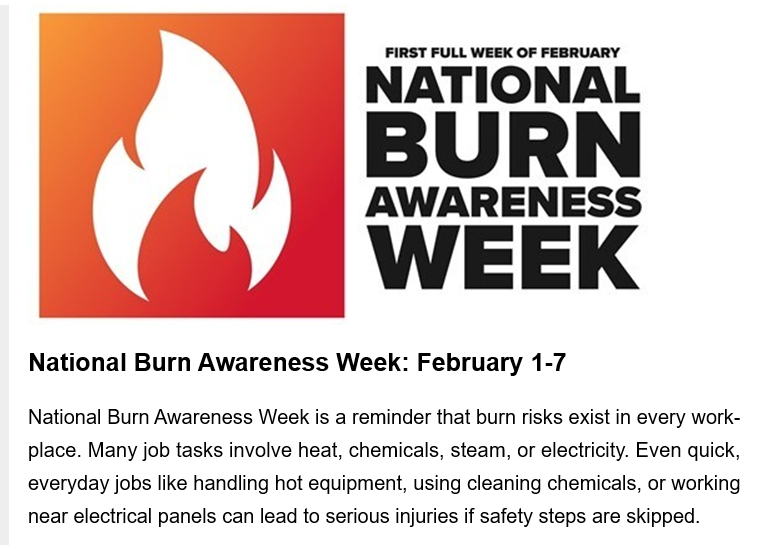 FIRST FULL WEEK OF FEBRUARY
NATIONAL
BURN
AWARENESS
WEEK
National Burn Awareness Week: February 1-7
National Burn Awareness Week is a reminder that burn risks exist in every work-
place. Many job tasks involve heat, chemicals, steam, or electricity. Even quick,
everyday jobs like handling hot equipment, using cleaning chemicals, or working
near electrical panels can lead to serious injuries if safety steps are skipped.